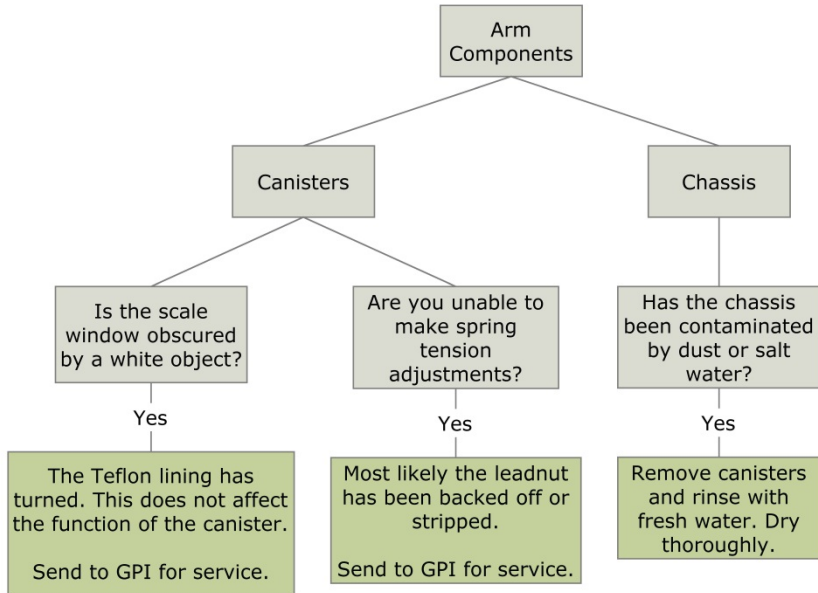 Arm
Components
Canisters
Chassis
Is the scale
window obscured
by a white object?
Are you unable to
make spring
tension
adjustments?
Has the chassis
been contaminated
by dust or salt
water?
Yes
Yes
Yes
The Teflon lining has
turned. This does not affect
the function of the canister.
Send to GPI for service.
Most likely the leadnut
has been backed off or
stripped.
Send to GPI for service.
Remove canisters
and rinse with
fresh water. Dry
thoroughly.